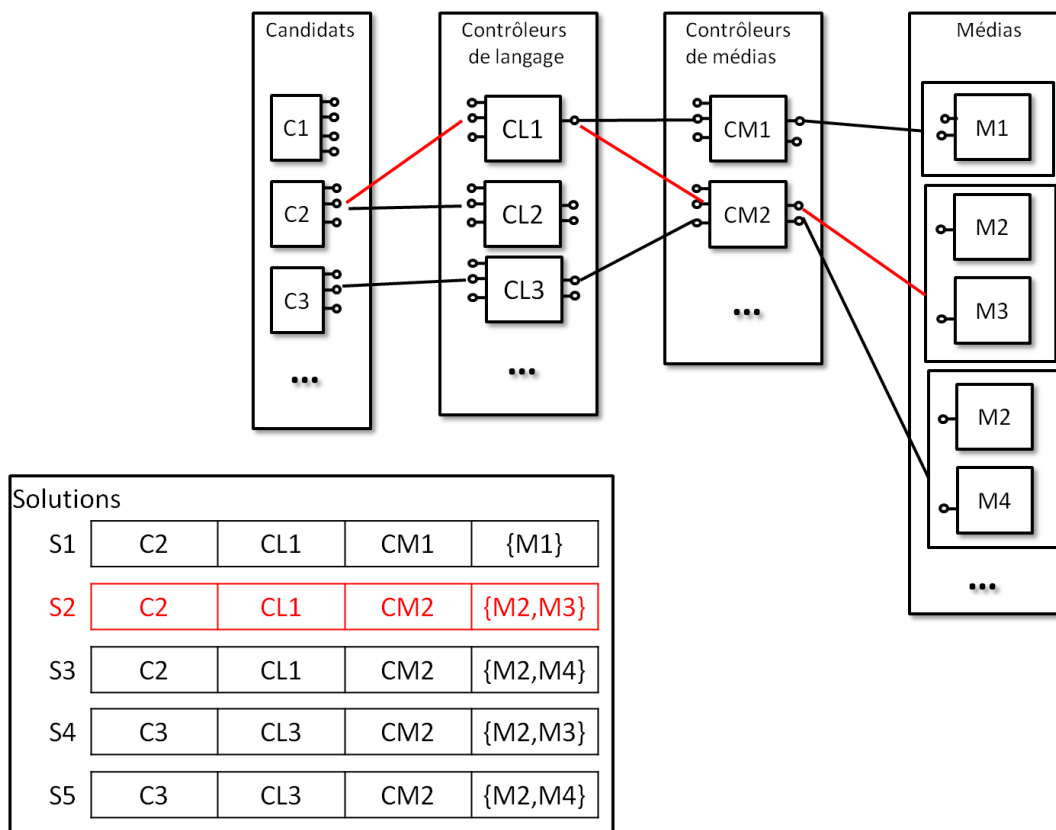 Candidats
C1
C2
C3
...
Contrôleurs
de langage
CL1
CL2
CL3
...
Contrôleurs
de médias
CM1
CM2
...
Médias
M1
M2
M3
M2
M4
...
Solutions
S1 C2 CL1 CM1 {M1}
S2 C2 CL1 CM2 {M2,M3}
S3 C2 CL1 CM2 {M2,M4}
S4 C3 CL3 CM2 {M2,M3}
S5 C3 CL3 CM2 {M2,M4}